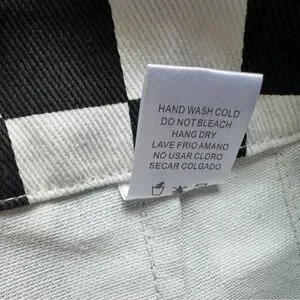 HAND WASH COLD
DO NOT BLEACH
HANG DRY
LAVE FRIO AMANO
NO USAR CLORO
SECAR COLGADO